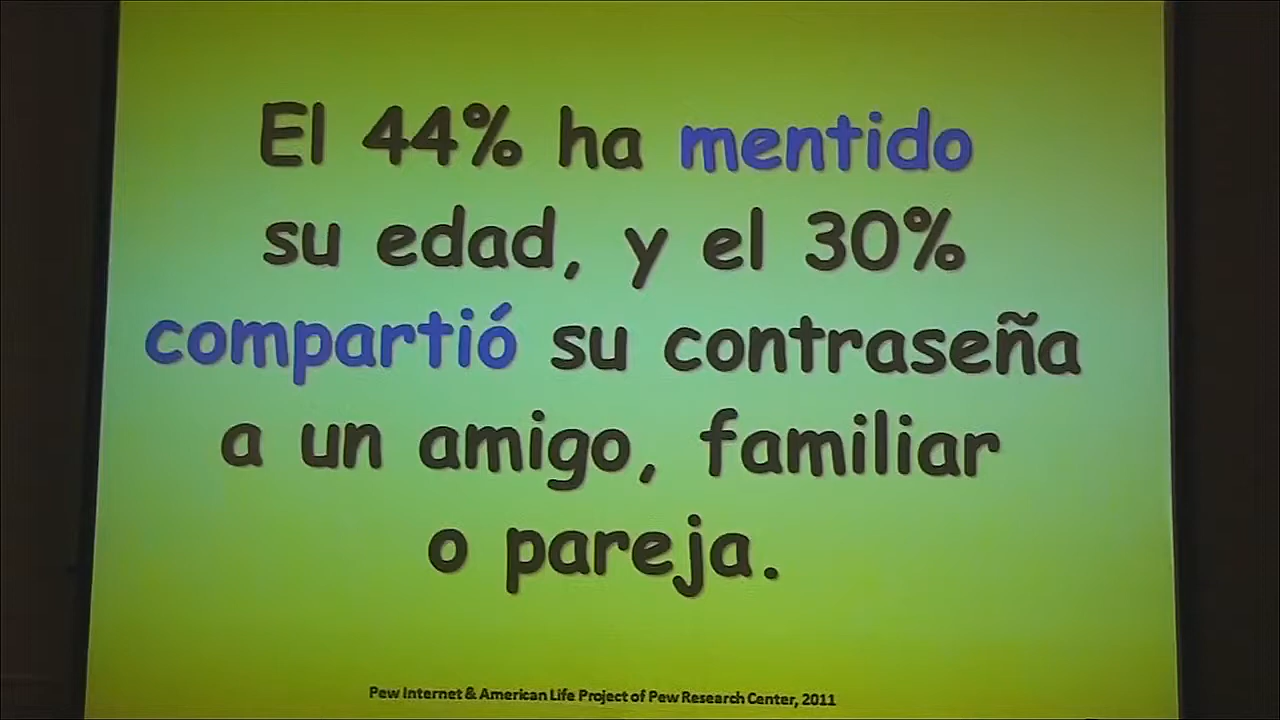 El 44% ha mentido
su edad, y el 30%
compartió su contraseña
a un amigo, familiar
o pareja.
Pew Internet & American Life Project of Pew Research Center, 2011